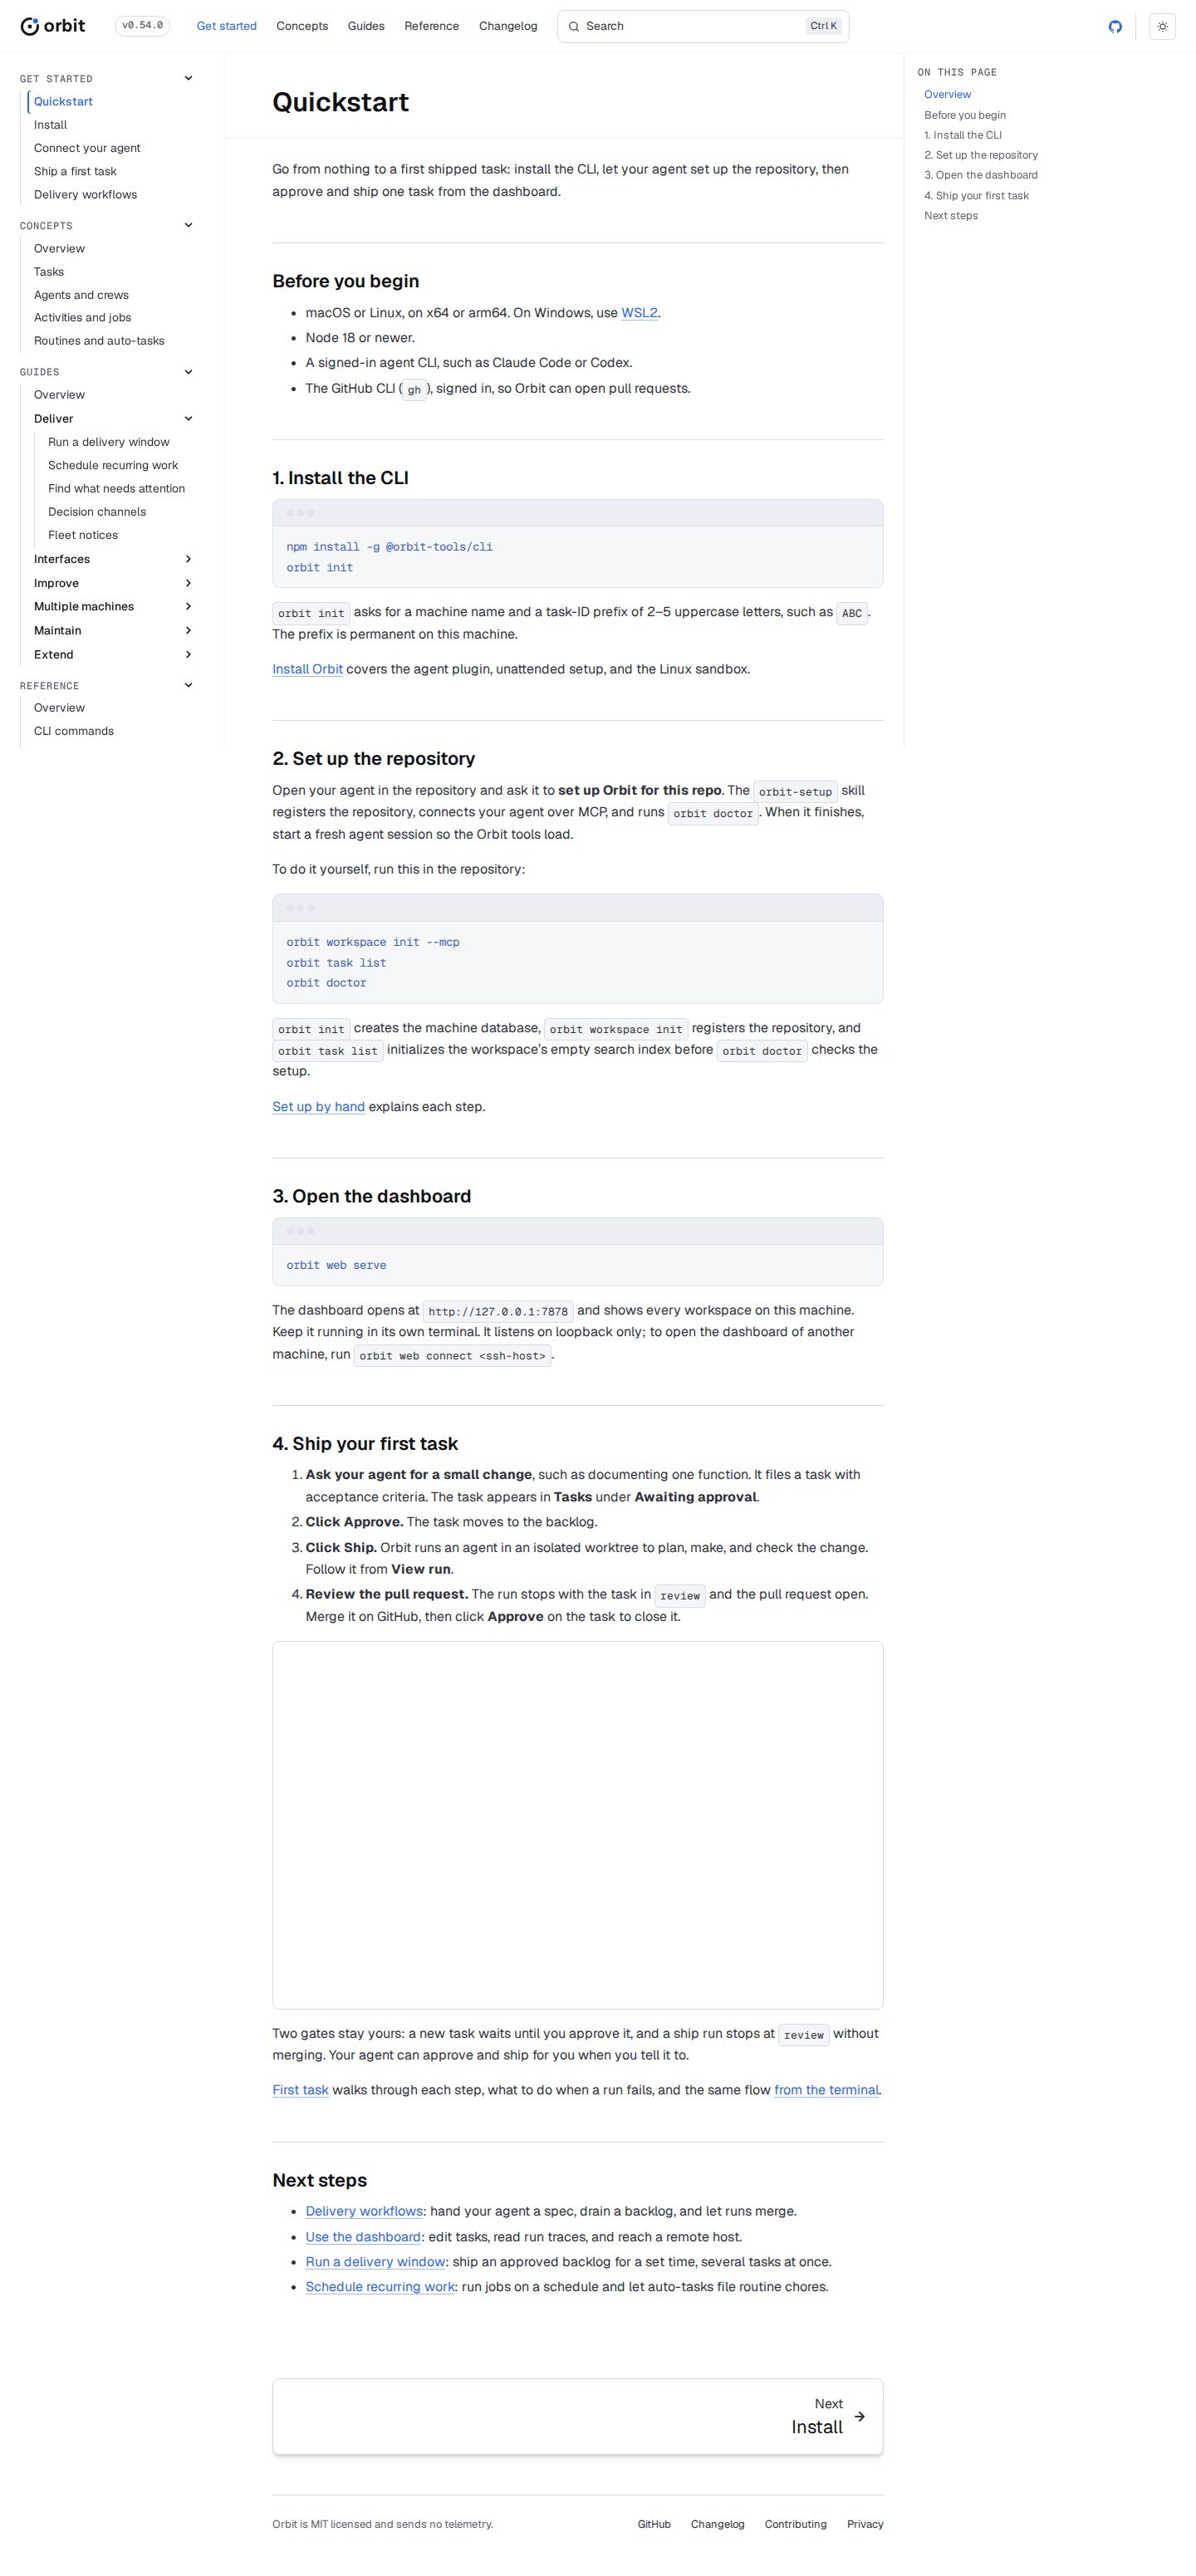 orbit
v0.54.0
Get started
Concepts
Guides
Reference
Changelog
Search
Ctrl K
GET STARTED
Quickstart
Install
Connect your agent
Ship a first task
Delivery workflows
CONCEPTS
Overview
Tasks
Agents and crews
Activities and jobs
Routines and auto-tasks
GUIDES
Overview
Deliver
Run a delivery window
Schedule recurring work
Find what needs attention
Decision channels
Fleet notices
Interfaces
Improve
Multiple machines
Maintain
Extend
REFERENCE
Overview
CLI commands
Quickstart
Go from nothing to a first shipped task: install the CLI, let your agent set up the repository, then
approve and ship one task from the dashboard.
Before you begin
• macOS or Linux, on x64 or arm64. On Windows, use WSL2.
• Node 18 or newer.
• A signed-in agent CLI, such as Claude Code or Codex.
• The GitHub CLI (gh), signed in, so Orbit can open pull requests.
1. Install the CLI
npm install -g @orbit-tools/cli
orbit init
orbit init asks for a machine name and a task-ID prefix of 2–5 uppercase letters, such as ABC.
The prefix is permanent on this machine.
Install Orbit covers the agent plugin, unattended setup, and the Linux sandbox.
2. Set up the repository
Open your agent in the repository and ask it to set up Orbit for this repo. The orbit-setup skill
registers the repository, connects your agent over MCP, and runs orbit doctor. When it finishes,
start a fresh agent session so the Orbit tools load.
To do it yourself, run this in the repository:
orbit workspace init --mcp
orbit task list
orbit doctor
orbit init creates the machine database, orbit workspace init registers the repository, and
orbit task list initializes the workspace's empty search index before orbit doctor checks the
setup.
Set up by hand explains each step.
3. Open the dashboard
orbit web serve
The dashboard opens at http://127.0.0.1:7878 and shows every workspace on this machine.
Keep it running in its own terminal. It listens on loopback only; to open the dashboard of another
machine, run orbit web connect <ssh-host>.
4. Ship your first task
1. Ask your agent for a small change, such as documenting one function. It files a task with
acceptance criteria. The task appears in Tasks under Awaiting approval.
2. Click Approve. The task moves to the backlog.
3. Click Ship. Orbit runs an agent in an isolated worktree to plan, make, and check the change.
Follow it from View run.
4. Review the pull request. The run stops with the task in review and the pull request open.
Merge it on GitHub, then click Approve on the task to close it.
Two gates stay yours: a new task waits until you approve it, and a ship run stops at review without
merging. Your agent can approve and ship for you when you tell it to.
First task walks through each step, what to do when a run fails, and the same flow from the terminal.
Next steps
• Delivery workflows: hand your agent a spec, drain a backlog, and let runs merge.
• Use the dashboard: edit tasks, read run traces, and reach a remote host.
• Run a delivery window: ship an approved backlog for a set time, several tasks at once.
• Schedule recurring work: run jobs on a schedule and let auto-tasks file routine chores.
Next
Install
Orbit is MIT licensed and sends no telemetry.
GitHub
Changelog
Contributing
Privacy
ON THIS PAGE
Overview
Before you begin
1. Install the CLI
2. Set up the repository
3. Open the dashboard
4. Ship your first task
Next steps